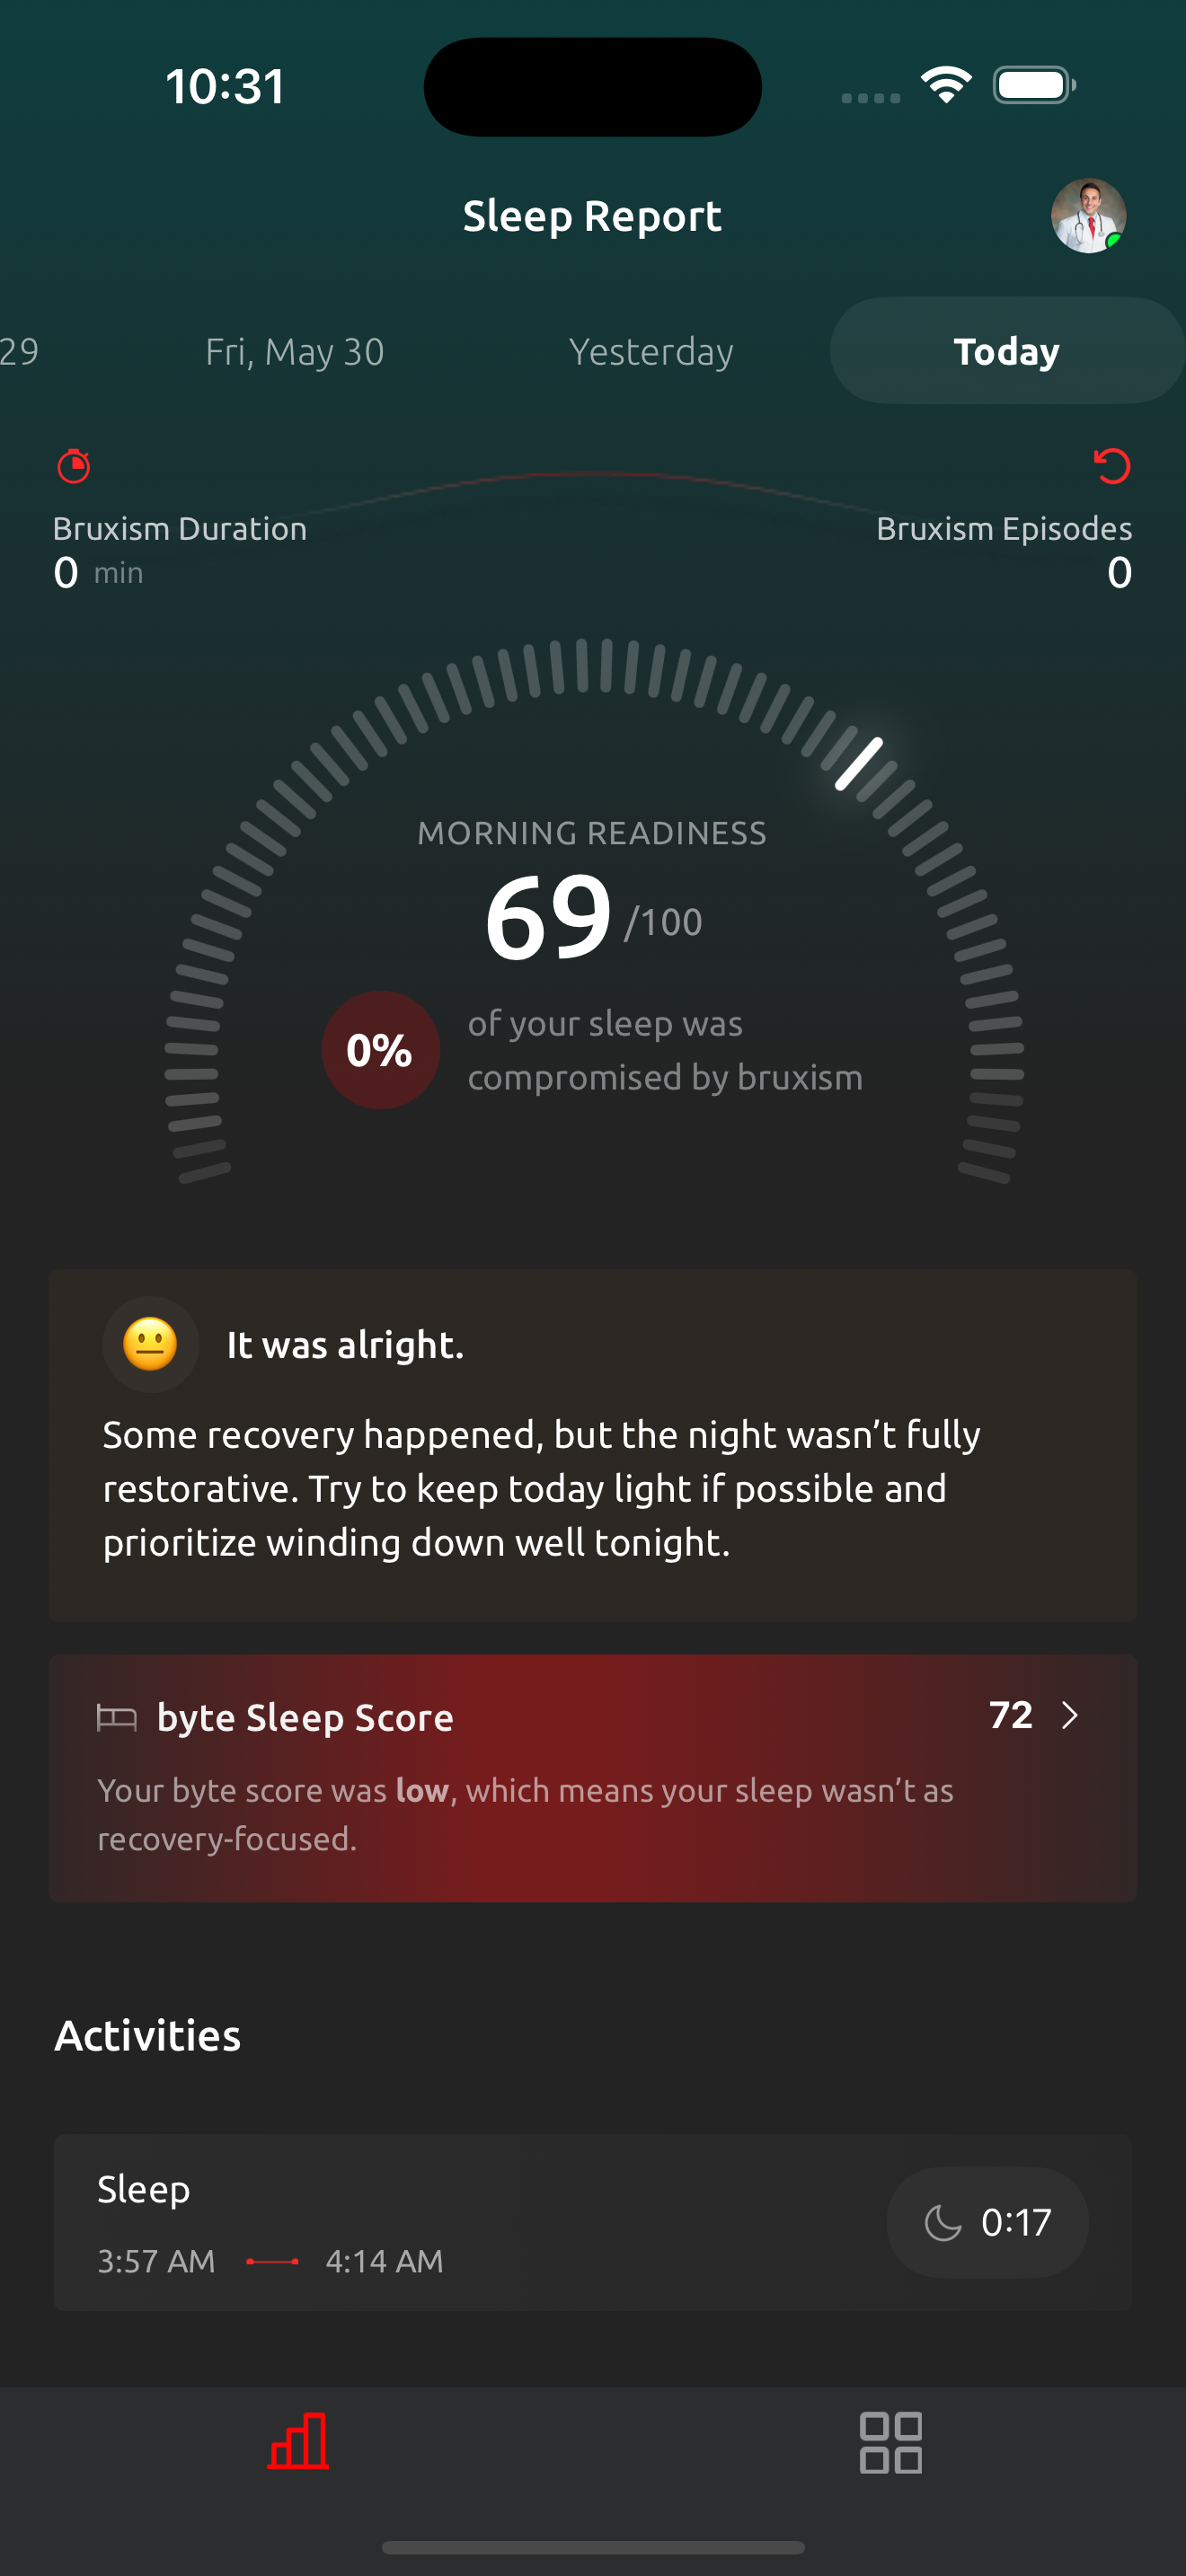 10:31
Sleep Report
29
Fri, May 30
Yesterday
Today
Bruxism Duration
0 min
Bruxism Episodes
0
MORNING READINESS
69 /100
0%
of your sleep was
compromised by bruxism
It was alright.
Some recovery happened, but the night wasn’t fully
restorative. Try to keep today light if possible and
prioritize winding down well tonight.
byte Sleep Score
72
Your byte score was low, which means your sleep wasn’t as
recovery-focused.
Activities
Sleep
3:57 AM
4:14 AM
0:17